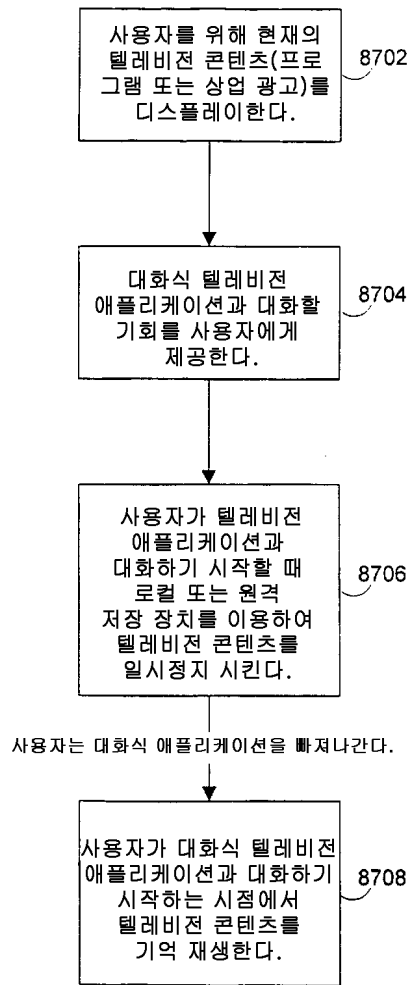 사용자를 위해 현재의
텔레비전 콘텐츠(프로
그램 또는 상업 광고)를
디스플레이한다.
8702
대화식 텔레비전
애플리케이션과 대화할
기회를 사용자에게
제공한다.
8704
사용자가 텔레비전
애플리케이션과
대화하기 시작할 때
로컬 또는 원격
저장 장치를 이용하여
텔레비전 콘텐츠를
일시정지 시킨다.
8706
사용자는 대화식 애플리케이션을 빠져나간다.
사용자가 대화식 텔레비전
애플리케이션과 대화하기
시작하는 시점에서
텔레비전 콘텐츠를
기억 재생한다.
8708